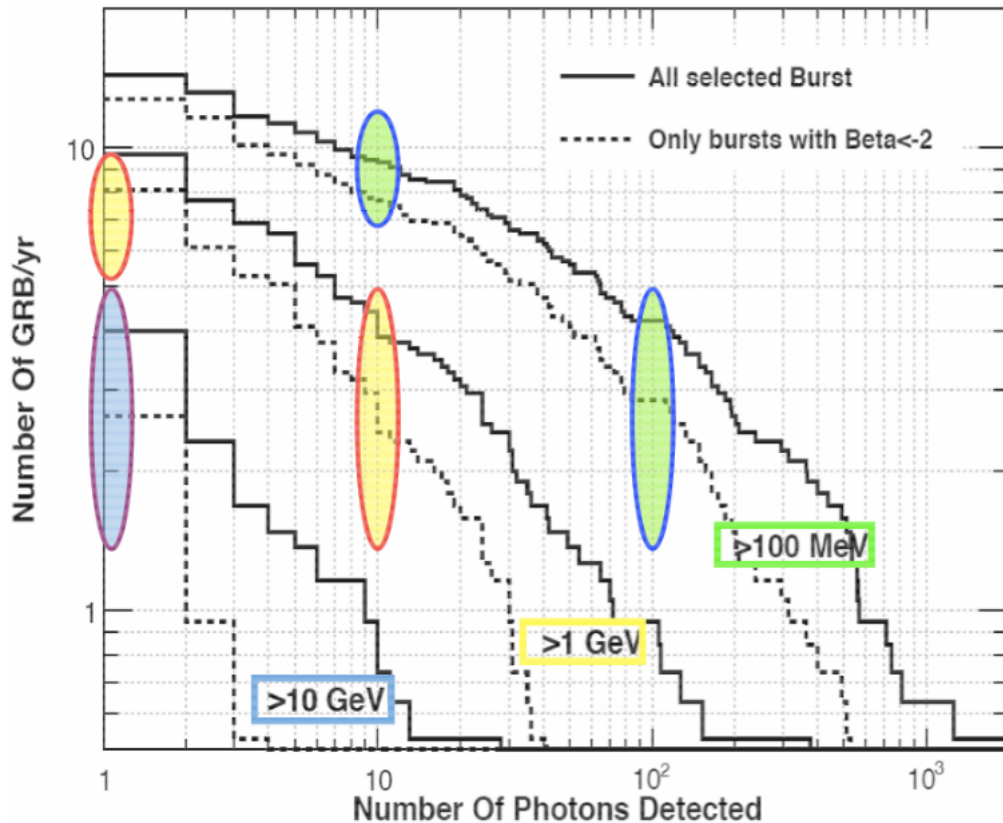 All selected Burst
Only bursts with Beta<-2
Number Of GRB/yr
10
1
>100 MeV
>1 GeV
>10 GeV
1
10
10²
10³
Number Of Photons Detected